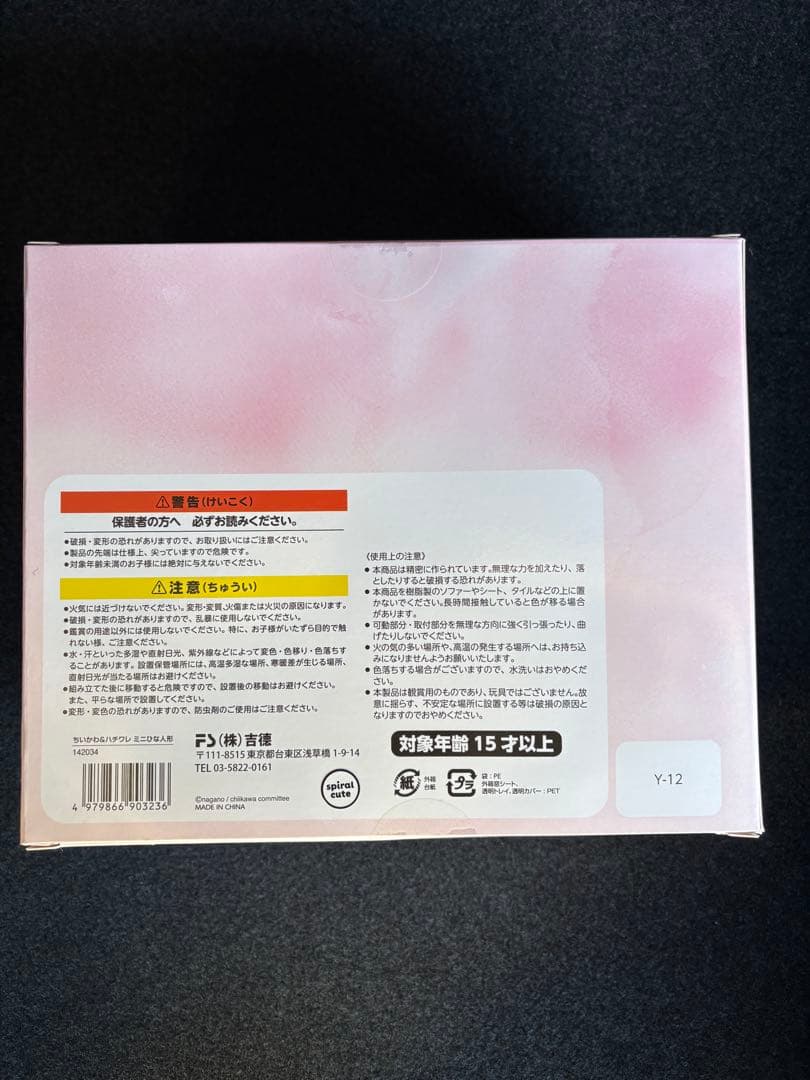 ⚠警告(けいこく)
保護者の方へ 必ずお読みください。
●破損・変形の恐れがありますので、お取り扱いにはご注意ください。
●製品の先端は仕様上、尖っていますので危険です。
●対象年齢未満のお子様には絶対に与えないでください。
⚠注意(ちゅうい)
●火気には近づけないでください。変形・変質、火傷または火災の原因になります。
●破損・変形の恐れがありますので、乱暴に使用しないでください。
●鑑賞の用途以外には使用しないでください。特に、お子様がいたずら目的で触
れない様、ご注意ください。
●水・汗といった多湿や直射日光、紫外線などによって変色・色移り・色落ちす
ることがあります。設置保管場所には、高温多湿な場所、寒暖差が生じる場所、
直射日光が当たる場所はお避けください。
●組み立てた後に移動すると危険ですので、設置後の移動はお避けください。
また、平らな場所で設置してください。
●変形・変色の恐れがありますので、防虫剤のご使用はご注意ください。
ちいかわ&ハチワレ ミニひな人形
142034
4 979866 903236
FS(株)吉德
〒111-8515 東京都台東区浅草橋 1-9-14
TEL 03-5822-0161
©nagano / chiikawa committee
MADE IN CHINA
spiral
cute
〈使用上の注意〉
● 本商品は精密に作られています。無理な力を加えたり、落
としたりすると破損する恐れがあります。
● 本商品を樹脂製のソファーやシート、タイルなどの上に置
かないでください。長時間接触していると色が移る場合
があります。
● 可動部分・取付部分を無理な方向に強く引っ張ったり、曲
げたりしないでください。
● 火の気の多い場所や、高温の発生する場所へは、お持ち込
みになりませんようお願いいたします。
● 色落ちする場合がございますので、水洗いはおやめくだ
さい。
● 本製品は観賞用のものであり、玩具ではございません。故
意に揺らす、不安定な場所に設置する等は破損の原因と
なりますのでおやめください。
対象年齢 15 才以上
紙
外箱
台紙
プラ
袋:PE
外箱窓シート、
透明トレイ、透明カバー:PET
Y-12